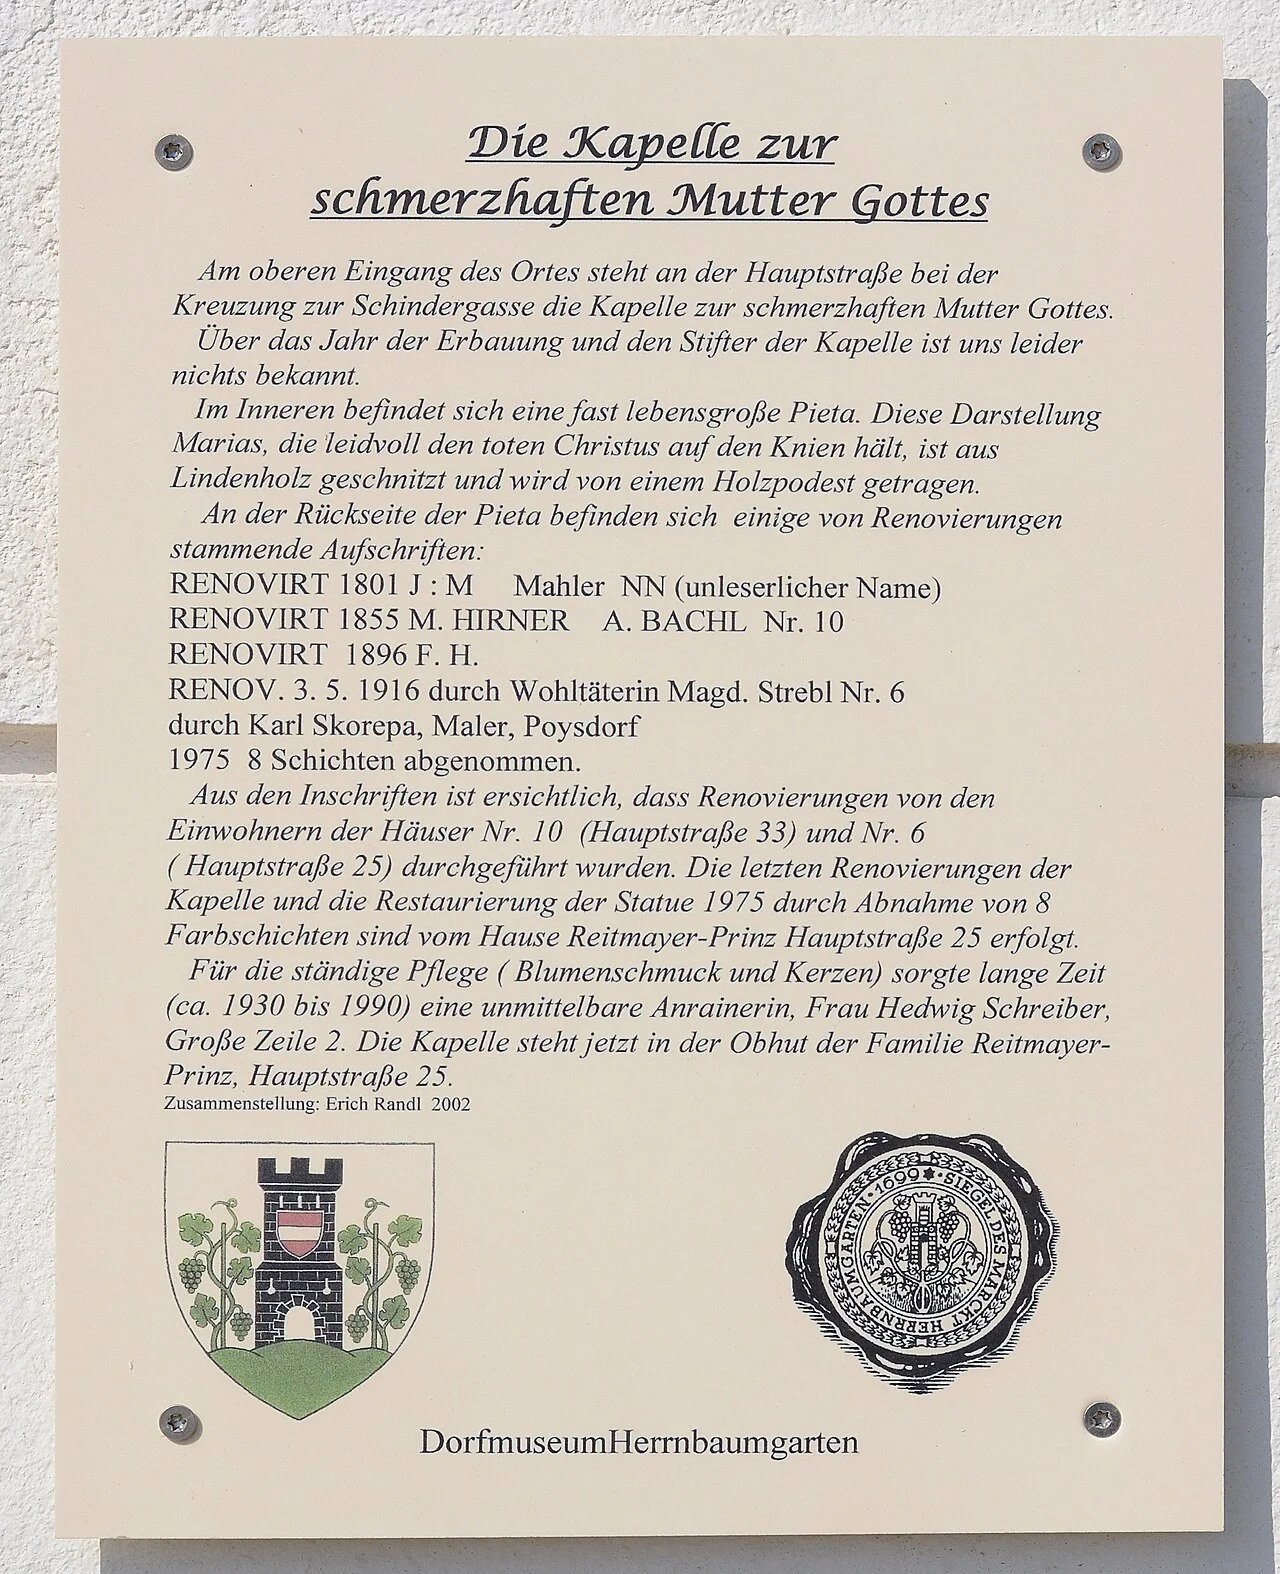 Die Kapelle zur
schmerzhaften Mutter Gottes
Am oberen Eingang des Ortes steht an der Hauptstraße bei der
Kreuzung zur Schindergasse die Kapelle zur schmerzhaften Mutter Gottes.
Über das Jahr der Erbauung und den Stifter der Kapelle ist uns leider
nichts bekannt.
Im Inneren befindet sich eine fast lebensgroße Pieta. Diese Darstellung
Marias, die leidvoll den toten Christus auf den Knien hält, ist aus
Lindenholz geschnitzt und wird von einem Holzpodest getragen.
An der Rückseite der Pieta befinden sich einige von Renovierungen
stammende Aufschriften:
RENOVIRT 1801 J : M Mahler NN (unleserlicher Name)
RENOVIRT 1855 M. HIRNER A. BACHL Nr. 10
RENOVIRT 1896 F. H.
RENOV. 3. 5. 1916 durch Wohltäterin Magd. Strebl Nr. 6
durch Karl Skorepa, Maler, Poysdorf
1975 8 Schichten abgenommen.
Aus den Inschriften ist ersichtlich, dass Renovierungen von den
Einwohnern der Häuser Nr. 10 (Hauptstraße 33) und Nr. 6
( Hauptstraße 25) durchgeführt wurden. Die letzten Renovierungen der
Kapelle und die Restaurierung der Statue 1975 durch Abnahme von 8
Farbschichten sind vom Hause Reitmayer-Prinz Hauptstraße 25 erfolgt.
Für die ständige Pflege ( Blumenschmuck und Kerzen) sorgte lange Zeit
(ca. 1930 bis 1990) eine unmittelbare Anrainerin, Frau Hedwig Schreiber,
Große Zeile 2. Die Kapelle steht jetzt in der Obhut der Familie Reitmayer-
Prinz, Hauptstraße 25.
Zusammenstellung: Erich Randl 2002
1699 * SIEGEL DES MARCKT HERRNBAUMGARTEN
DorfmuseumHerrnbaumgarten